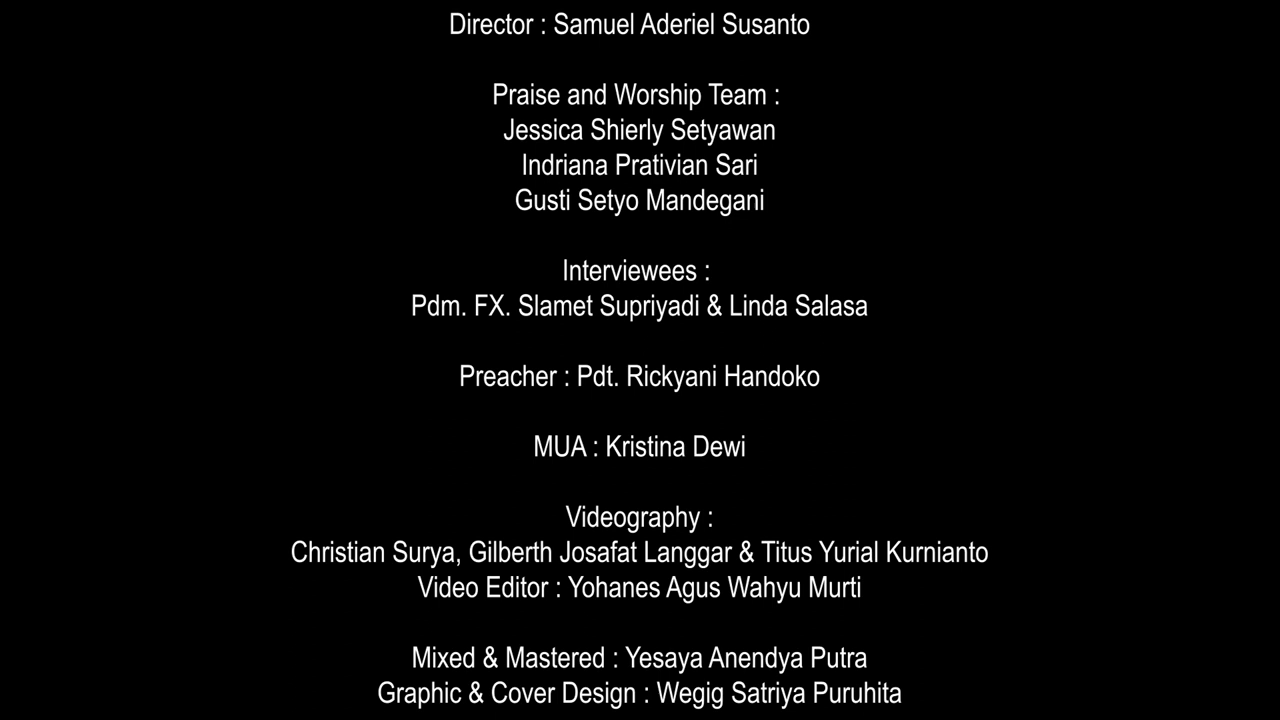 Director : Samuel Aderiel Susanto
Praise and Worship Team :
Jessica Shierly Setyawan
Indriana Prativian Sari
Gusti Setyo Mandegani
Interviewees :
Pdm. FX. Slamet Supriyadi & Linda Salasa
Preacher : Pdt. Rickyani Handoko
MUA : Kristina Dewi
Videography :
Christian Surya, Gilberth Josafat Langgar & Titus Yurial Kurnianto
Video Editor : Yohanes Agus Wahyu Murti
Mixed & Mastered : Yesaya Anendya Putra
Graphic & Cover Design : Wegig Satriya Puruhita